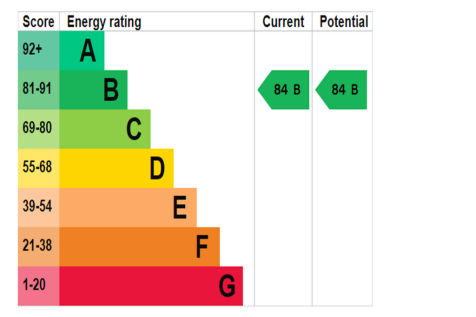 Score Energy rating Current Potential
92+ A
81-91 B 84 B 84 B
69-80 C
55-68 D
39-54 E
21-38 F
1-20 G